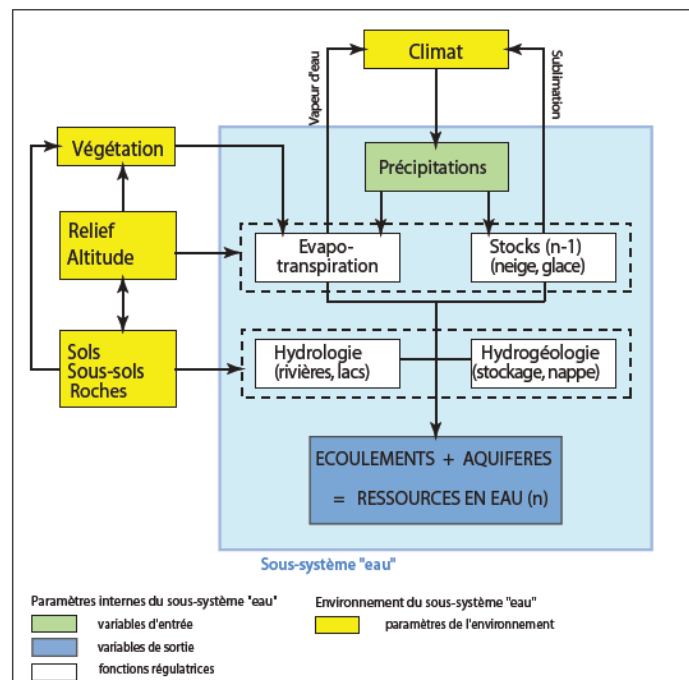 Climat
Vapeur d'eau
Sublimation
Végétation
Précipitations
Relief
Altitude
Evapo-
transpiration
Stocks (n-1)
(neige, glace)
Sols
Sous-sols
Roches
Hydrologie
(rivières, lacs)
Hydrogéologie
(stockage, nappe)
ECOULEMENTS + AQUIFERES
= RESSOURCES EN EAU (n)
Sous-système "eau"
Paramètres internes du sous-système "eau"
variables d'entrée
variables de sortie
fonctions régulatrices
Environnement du sous-système "eau"
paramètres de l'environnement